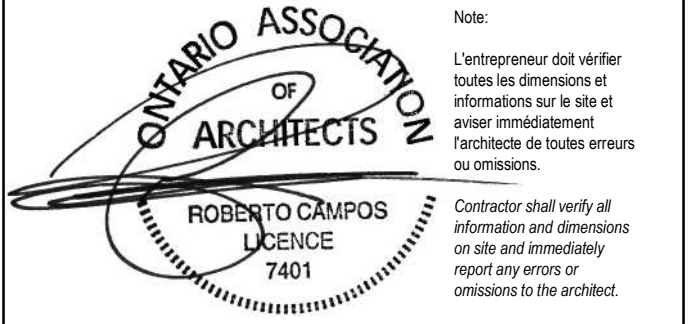 ONTARIO ASSOCIATION
OF
ARCHITECTS
ROBERTO CAMPOS
LICENCE
7401
Note:
L'entrepreneur doit vérifier
toutes les dimensions et
informations sur le site et
aviser immédiatement
l'architecte de toutes erreurs
ou omissions.
Contractor shall verify all
information and dimensions
on site and immediately
report any errors or
omissions to the architect.